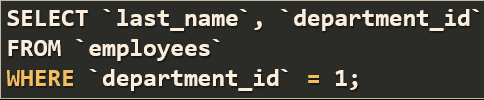 SELECT `last_name`, `department_id`
FROM `employees`
WHERE `department_id` = 1;